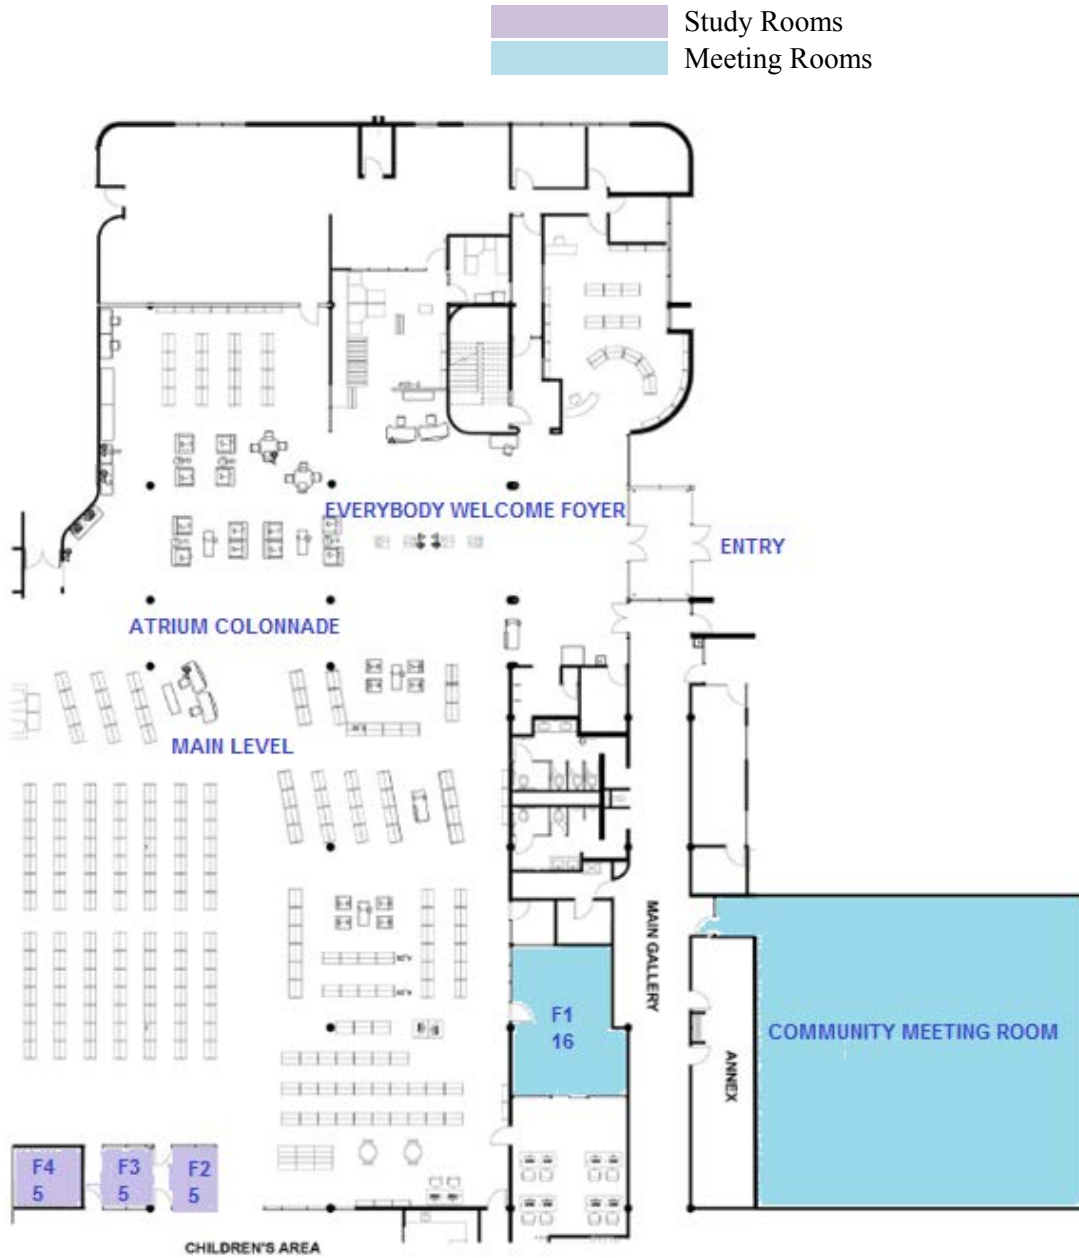 Study Rooms
Meeting Rooms
EVERYBODY WELCOME FOYER
ENTRY
ATRIUM COLONNADE
MAIN LEVEL
MAIN GALLERY
F1
16
COMMUNITY MEETING ROOM
ANNEX
F4
5
F3
5
F2
5
CHILDREN'S AREA